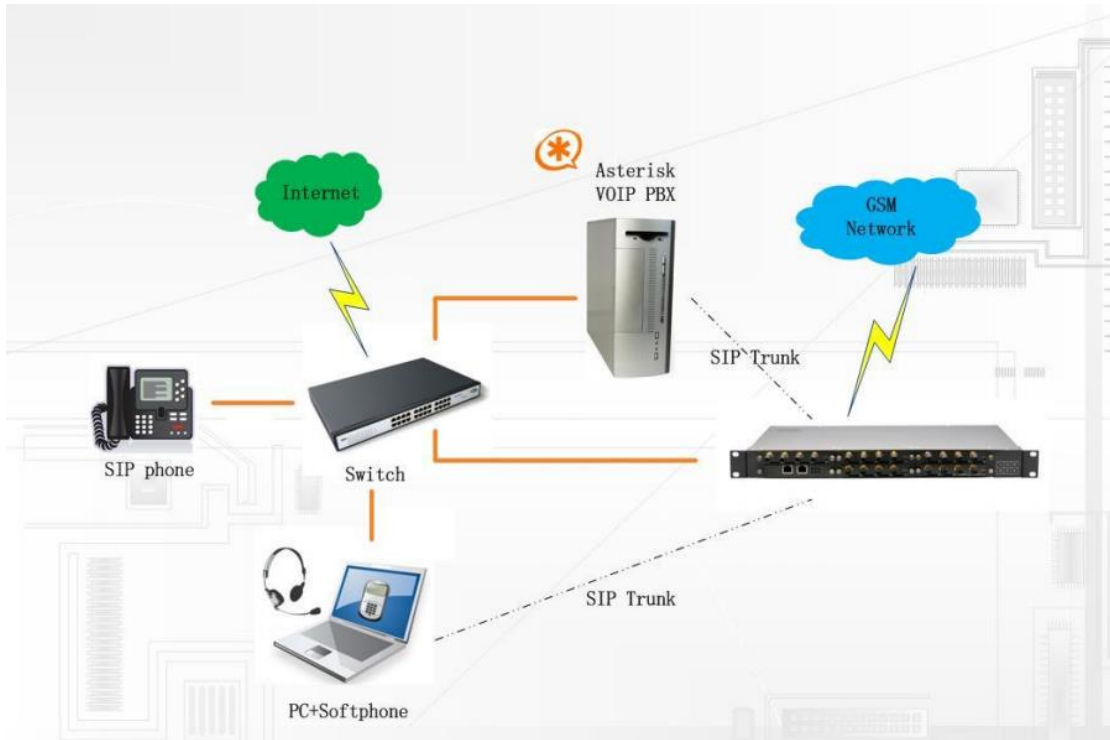 Asterisk
VOIP PBX
Internet
GSM
Network
SIP Trunk
SIP phone
Switch
SIP Trunk
PC+Softphone